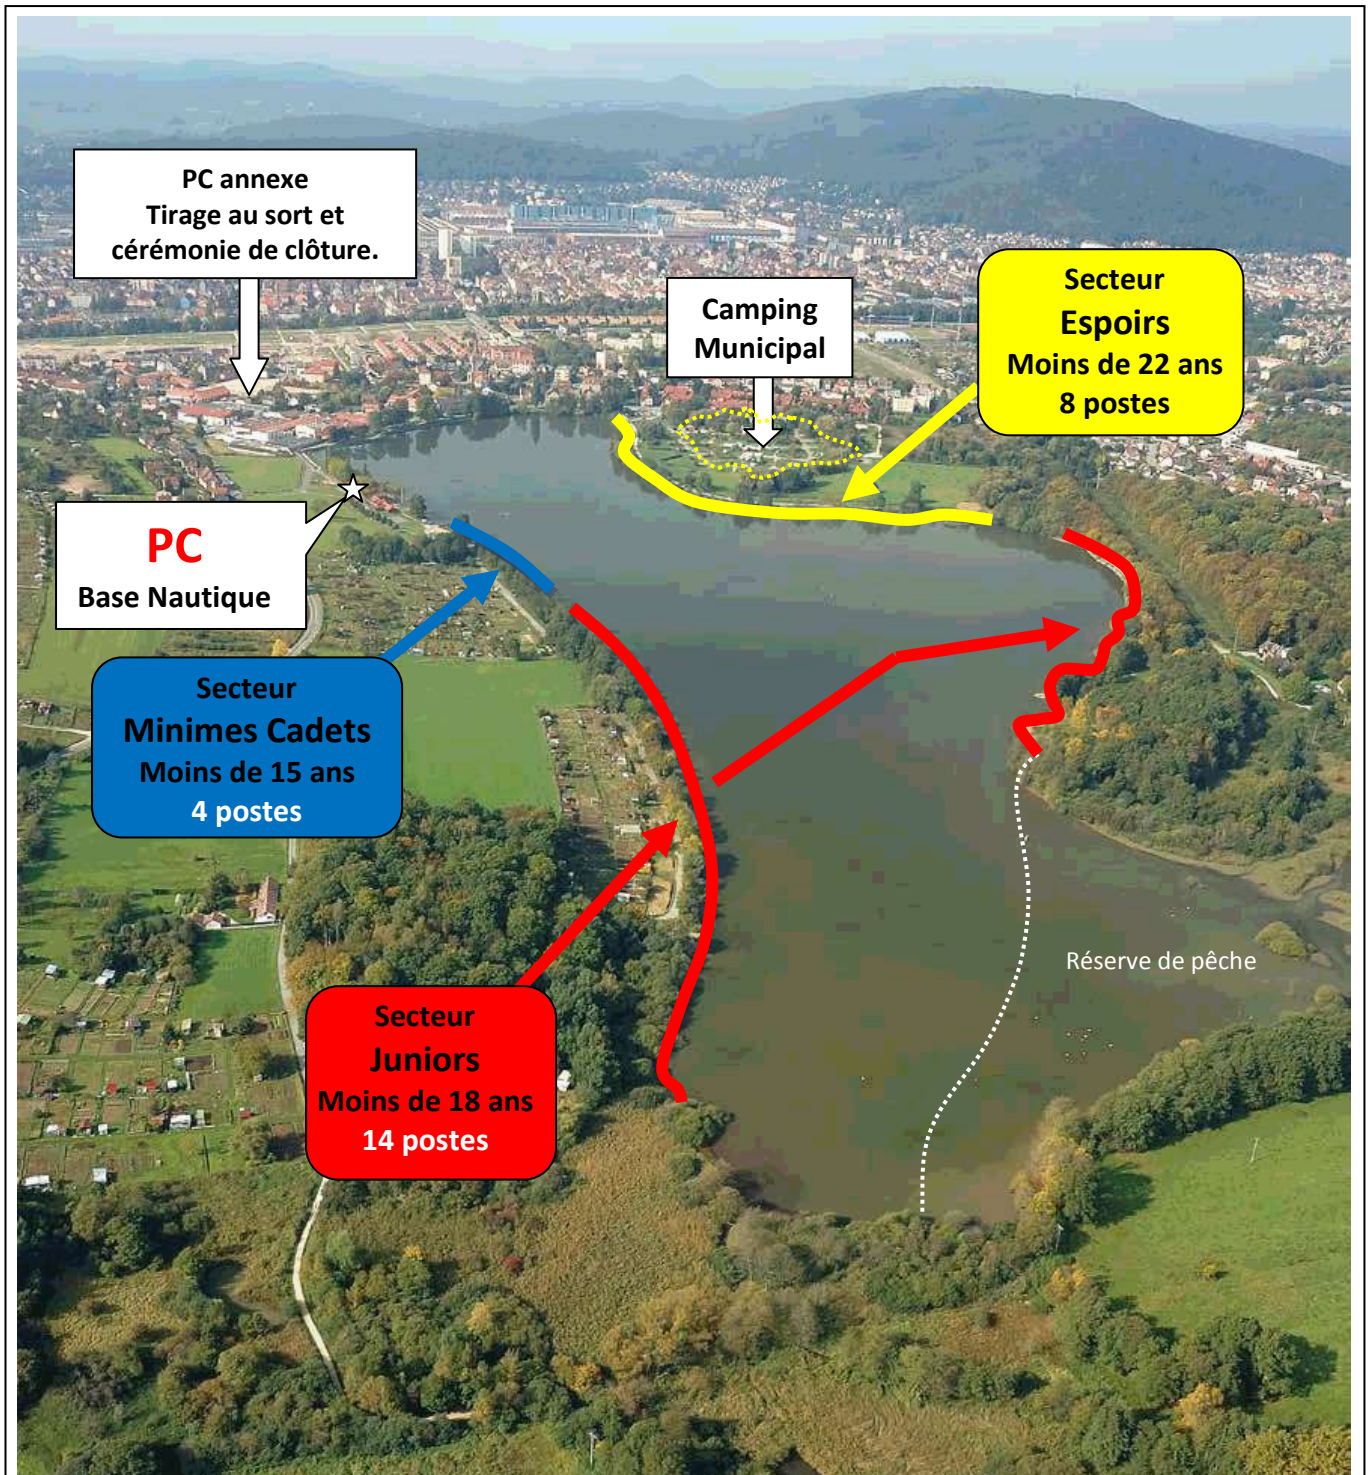 PC annexe
Tirage au sort et
cérémonie de clôture.
Camping
Municipal
Secteur
Espoirs
Moins de 22 ans
8 postes
PC
Base Nautique
Secteur
Minimes Cadets
Moins de 15 ans
4 postes
Réserve de pêche
Secteur
Juniors
Moins de 18 ans
14 postes